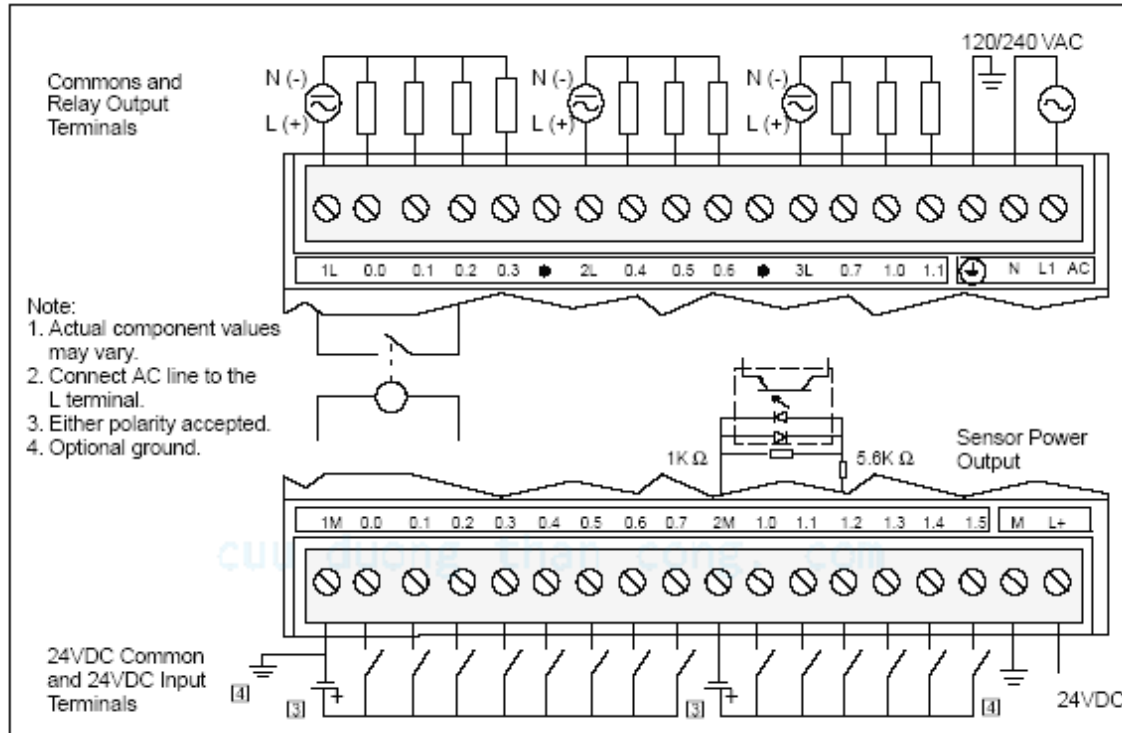 120/240 VAC
Commons and
Relay Output
Terminals
N (-)
L (+)
N (-)
L (+)
N (-)
L (+)
1L 0.0 0.1 0.2 0.3 2L 0.4 0.5 0.6 3L 0.7 1.0 1.1 N L1 AC
Note:
1. Actual component values
may vary.
2. Connect AC line to the
L terminal.
3. Either polarity accepted.
4. Optional ground.
1K Ω
5.6K Ω
Sensor Power
Output
1M 0.0 0.1 0.2 0.3 0.4 0.5 0.6 0.7 2M 1.0 1.1 1.2 1.3 1.4 1.5 M L+
cuu duong than cong. com
24VDC Common
and 24VDC Input
Terminals
[4]
[3]
+
[3]
+
[4]
24VDC